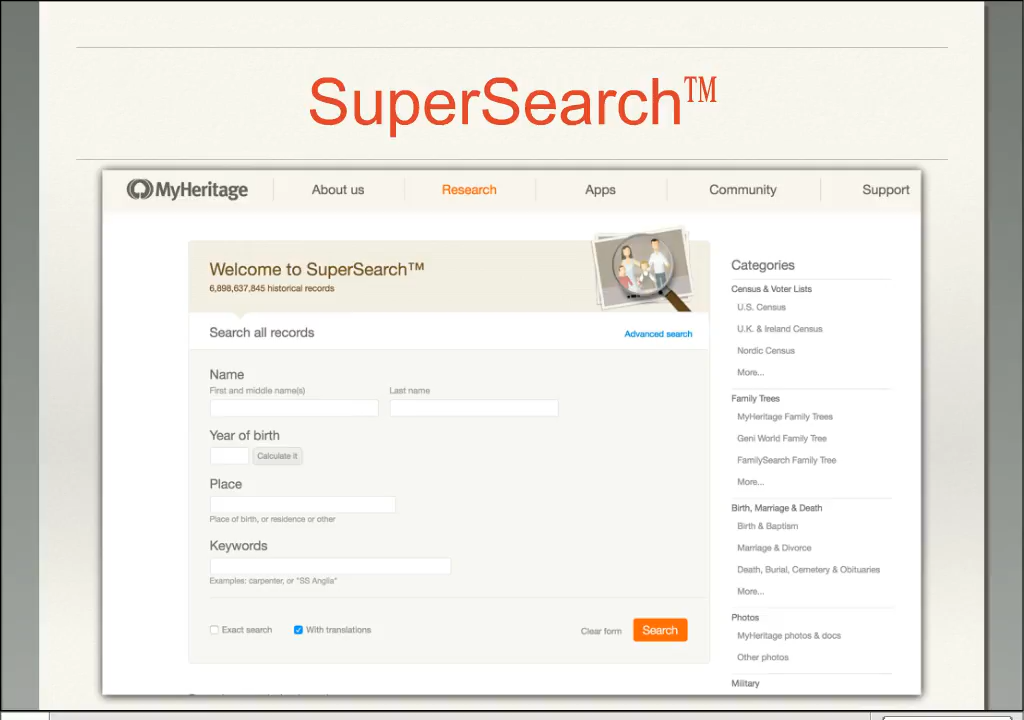 SuperSearch™
MyHeritage
About us
Research
Apps
Community
Support
Welcome to SuperSearch™
6,898,637,845 historical records
Search all records
Advanced search
Name
First and middle name(s)
Last name
Year of birth
Calculate it
Place
Place of birth, or residence or other
Keywords
Examples: carpenter, or "SS Anglia"
Exact search
With translations
Clear form
Search
Categories
Census & Voter Lists
U.S. Census
U.K. & Ireland Census
Nordic Census
More...
Family Trees
MyHeritage Family Trees
Geni World Family Tree
FamilySearch Family Tree
More...
Birth, Marriage & Death
Birth & Baptism
Marriage & Divorce
Death, Burial, Cemetery & Obituaries
More...
Photos
MyHeritage photos & docs
Other photos
Military